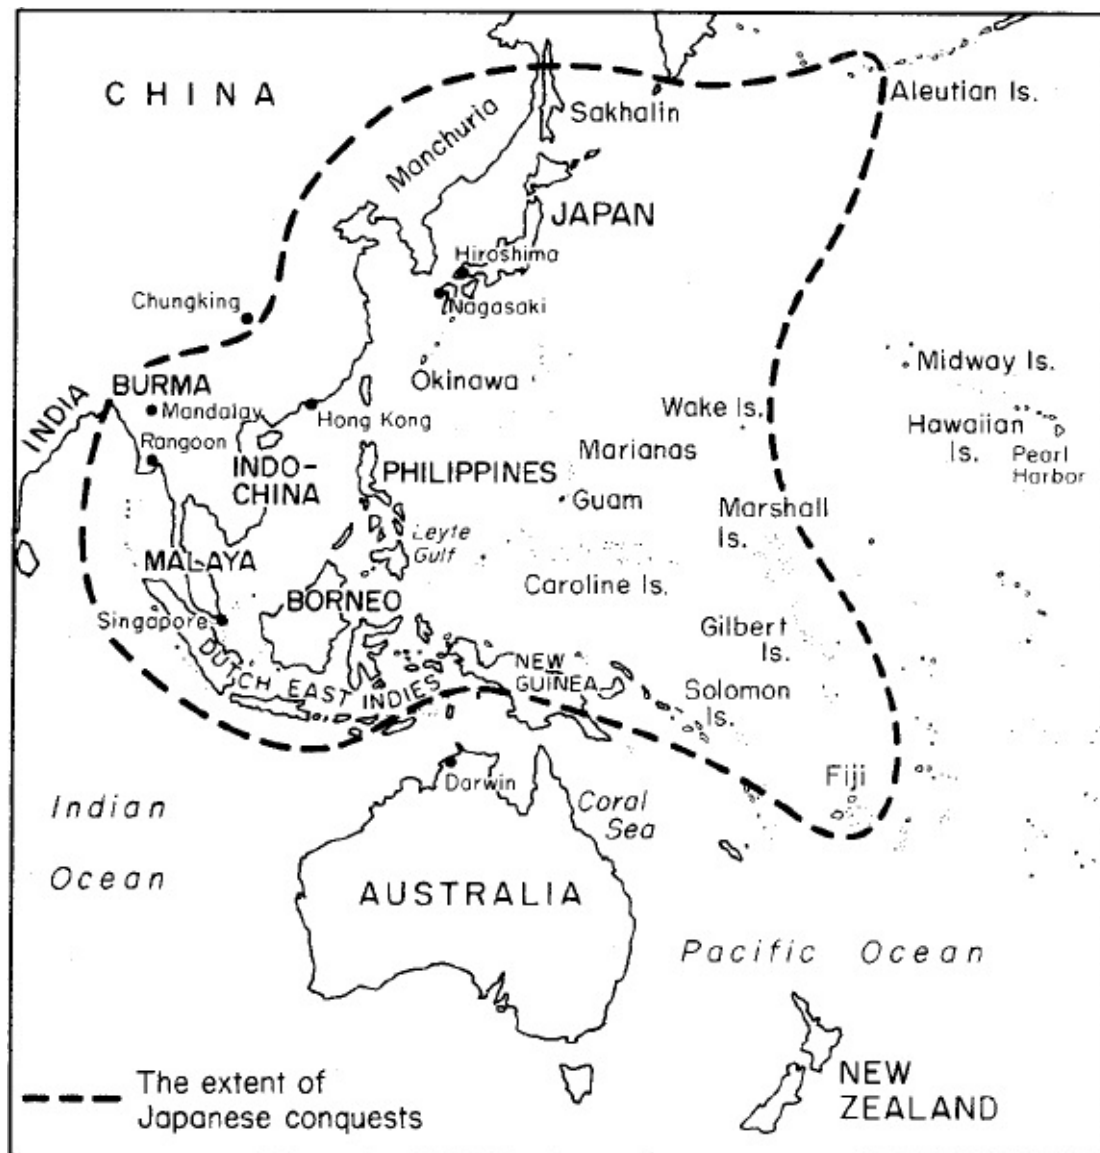 CHINA
Aleutian Is.
Sakhalin
Manchuria
JAPAN
Hiroshima
Nagasaki
Chungking
Okinawa
Midway Is.
INDIA
BURMA
Mandalay
Hong Kong
Wake Is.
Hawaiian
Is.
Pearl
Harbor
Rangoon
INDO-
CHINA
PHILIPPINES
Marianas
Guam
Marshall
Is.
Leyte
Gulf
MALAYA
BORNEO
Caroline Is.
Singapore
Gilbert
Is.
DUTCH EAST INDIES
NEW
GUINEA
Solomon
Is.
Fiji
Darwin
Coral
Sea
Indian
Ocean
AUSTRALIA
Pacific Ocean
NEW
ZEALAND
The extent of
Japanese conquests